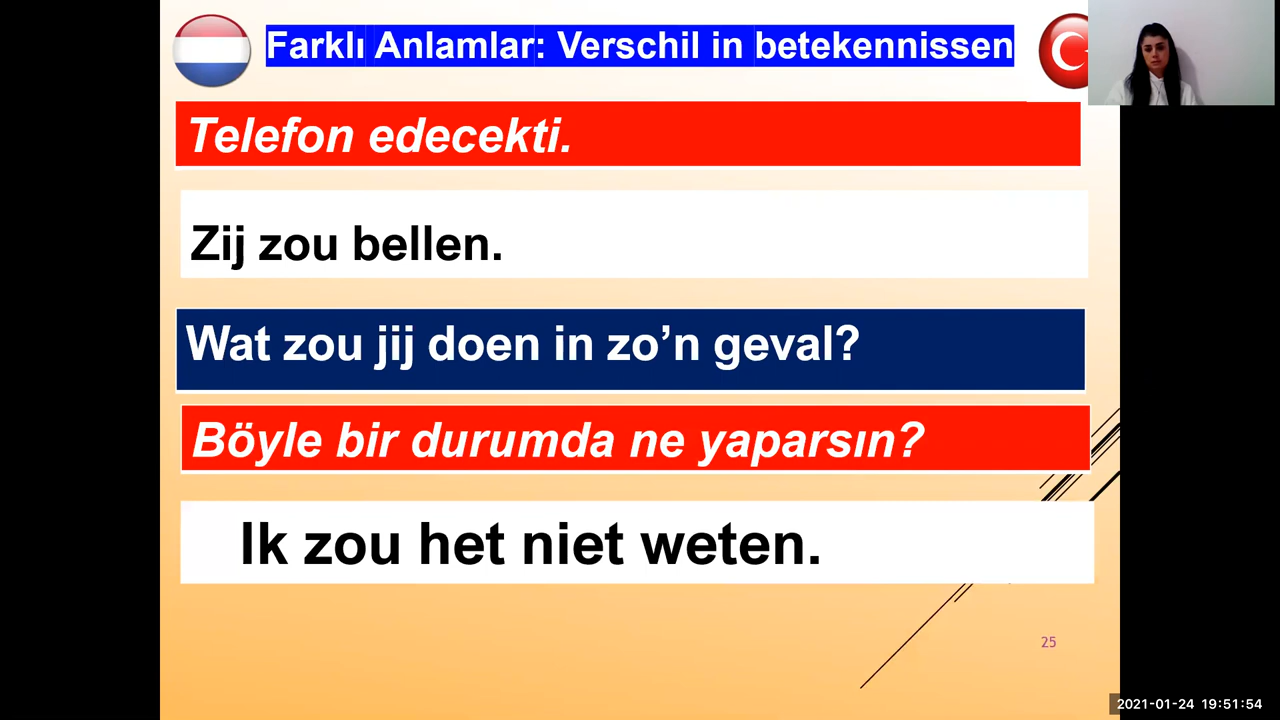 Farklı Anlamlar: Verschil in betekennissen
Telefon edecekti.
Zij zou bellen.
Wat zou jij doen in zo’n geval?
Böyle bir durumda ne yaparsın?
Ik zou het niet weten.
25
2021-01-24 19:51:54